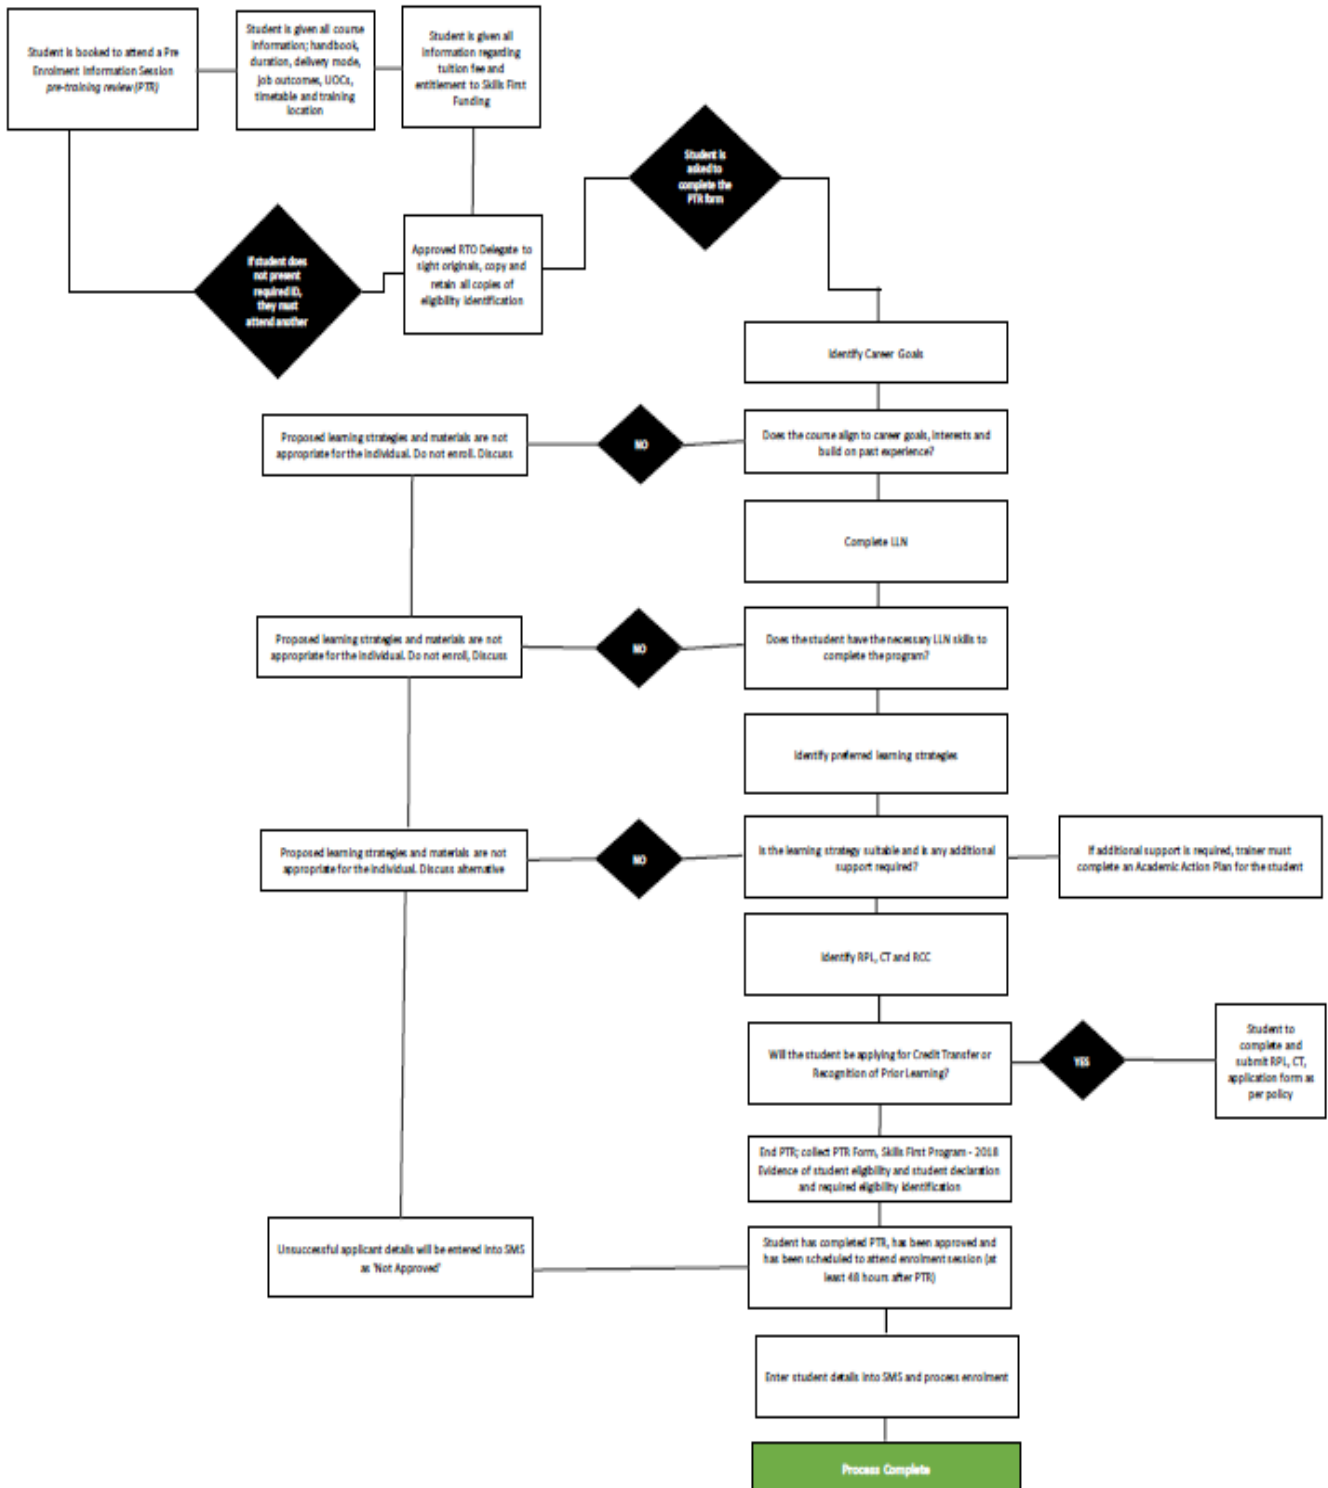 Student is booked to attend a Pre
Enrolment Information Session
pre-training review (PTR)
Student is given all course
information; handbook,
duration, delivery mode,
job outcomes, UOCs,
timetable and training
location
Student is given all
information regarding
tuition fee and
entitlement to Skills First
Funding
Student is
asked to
complete the
PTR form
If student does
not present
required ID,
they must
attend another
Approved RTO Delegate to
sight originals, copy and
retain all copies of
eligibility identification
Identify Career Goals
Proposed learning strategies and materials are not
appropriate for the individual. Do not enroll. Discuss
NO
Does the course align to career goals, interests and
build on past experience?
Complete LLN
Proposed learning strategies and materials are not
appropriate for the individual. Do not enroll, Discuss
NO
Does the student have the necessary LLN skills to
complete the program?
Identify preferred learning strategies
Proposed learning strategies and materials are not
appropriate for the individual. Discuss alternative
NO
Is the learning strategy suitable and is any additional
support required?
If additional support is required, trainer must
complete an Academic Action Plan for the student
Identify RPL, CT and RCC
Will the student be applying for Credit Transfer or
Recognition of Prior Learning?
YES
Student to
complete and
submit RPL, CT,
application form as
per policy
End PTR; collect PTR Form, Skills First Program - 2018
Evidence of student eligibility and student declaration
and required eligibility identification
Unsuccessful applicant details will be entered into SMS
as 'Not Approved'
Student has completed PTR, has been approved and
has been scheduled to attend enrolment session (at
least 48 hours after PTR)
Enter student details into SMS and process enrolment
Process Complete